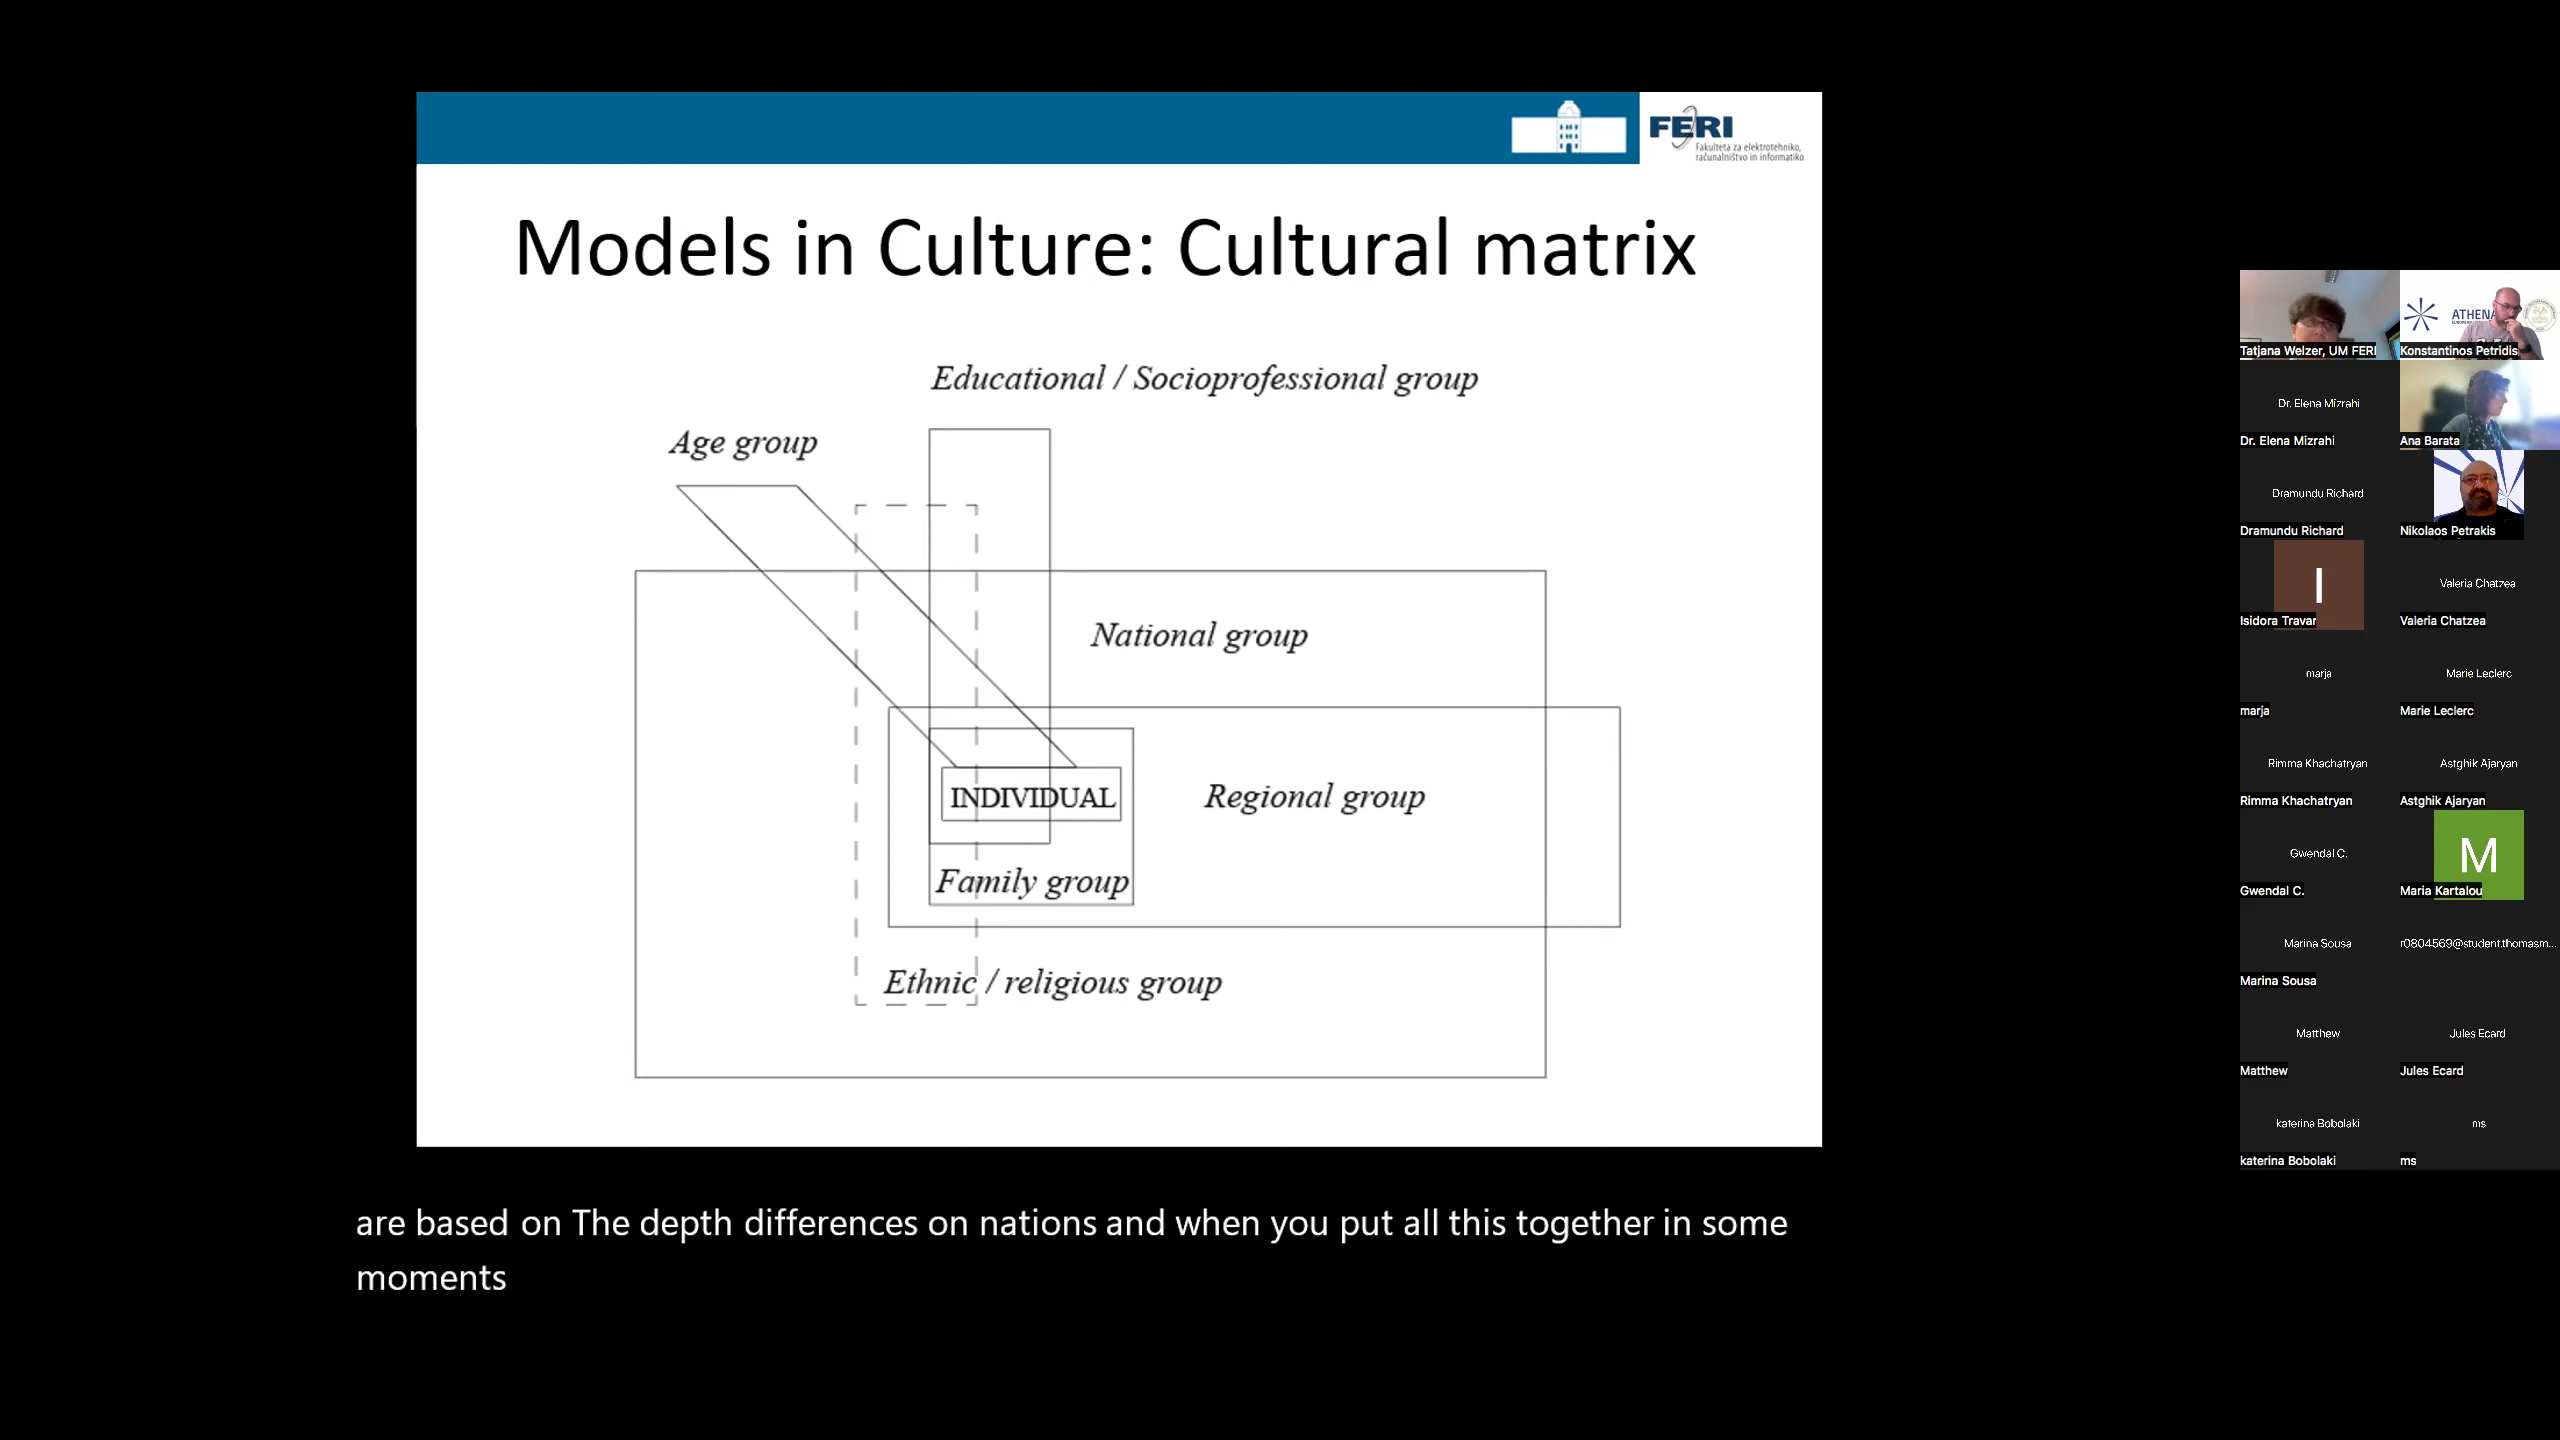 FERI
Fakulteta za elektrotehniko,
računalništvo in informatiko
Models in Culture: Cultural matrix
Educational / Socioprofessional group
Age group
National group
INDIVIDUAL
Regional group
Family group
Ethnic / religious group
are based on The depth differences on nations and when you put all this together in some
moments
ATHENA
Tatjana Welzer, UM FERI
Konstantinos Petridis
Dr. Elena Mizrahi
Dr. Elena Mizrahi
Ana Barata
Dramundu Richard
Dramundu Richard
Nikolaos Petrakis
I
Valeria Chatzea
Isidora Travar
Valeria Chatzea
marja
Marie Leclerc
marja
Marie Leclerc
Rimma Khachatryan
Astghik Ajaryan
Rimma Khachatryan
Astghik Ajaryan
Gwendal C.
M
Gwendal C.
Maria Kartalou
Marina Sousa
r0804569@student.thomasm...
Marina Sousa
Matthew
Jules Ecard
Matthew
Jules Ecard
katerina Bobolaki
ms
katerina Bobolaki
ms